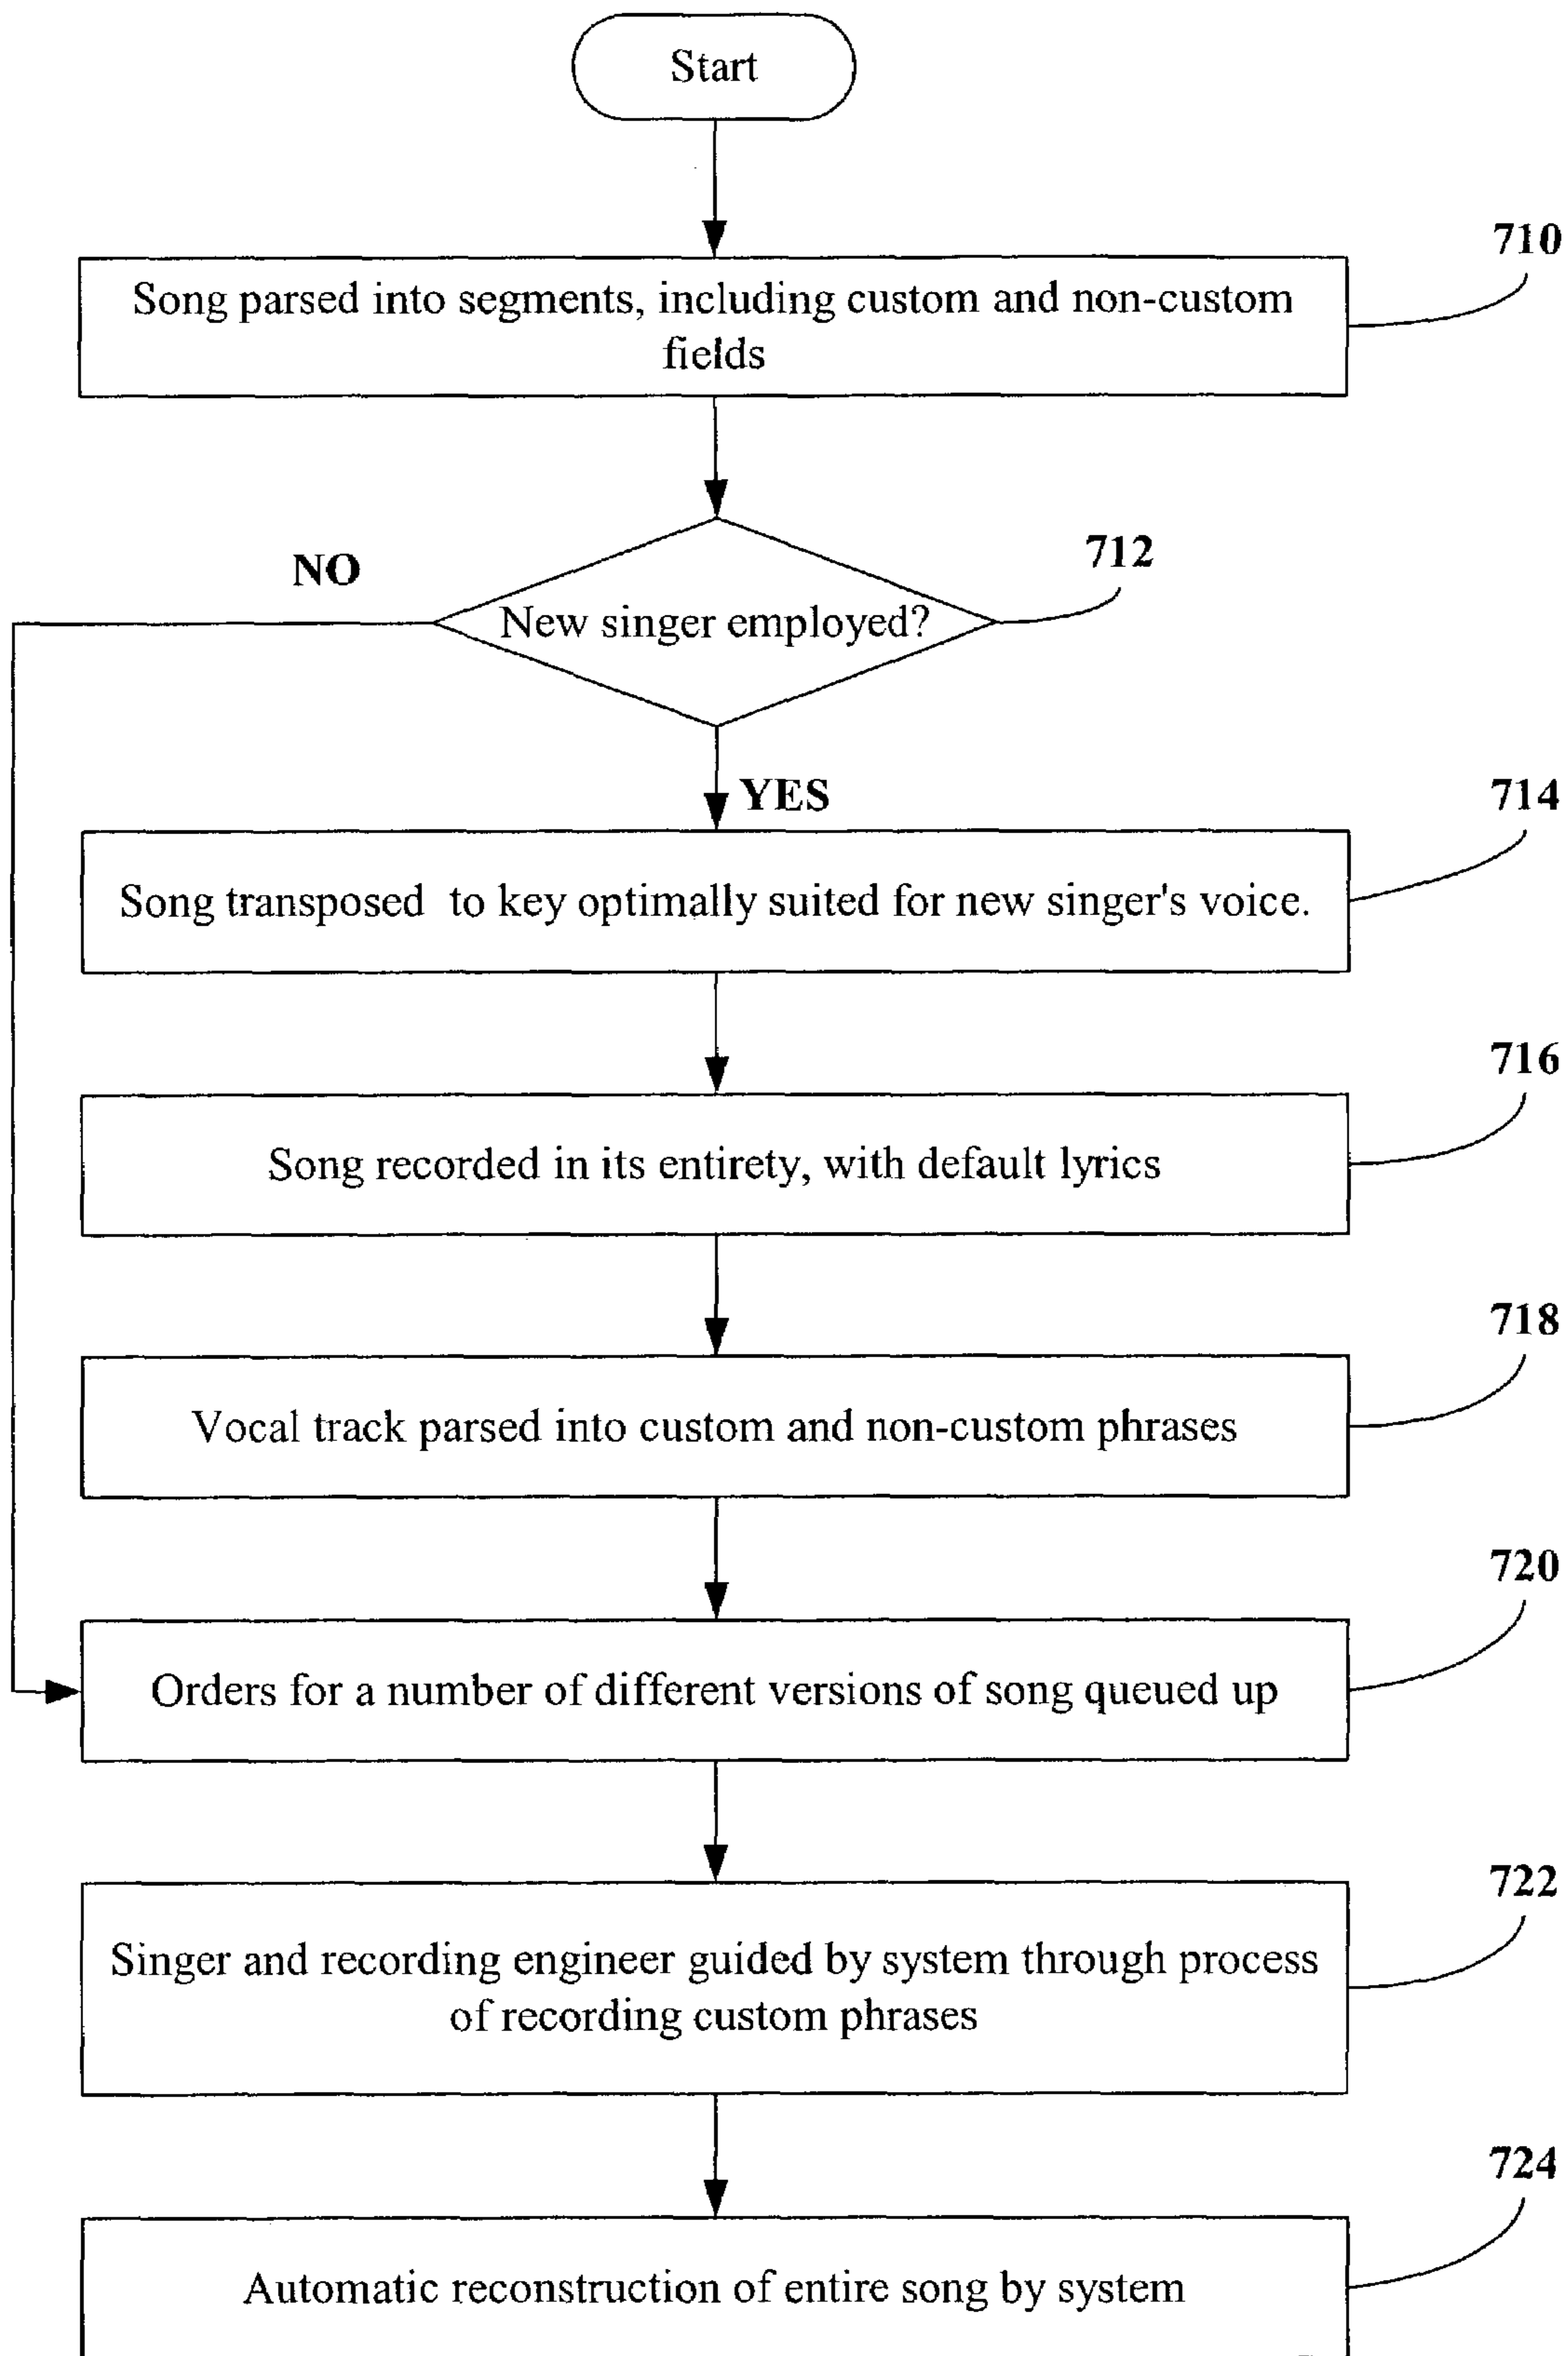 Start
710
Song parsed into segments, including custom and non-custom
fields
712
NO
New singer employed?
YES
714
Song transposed to key optimally suited for new singer's voice.
716
Song recorded in its entirety, with default lyrics
718
Vocal track parsed into custom and non-custom phrases
720
Orders for a number of different versions of song queued up
722
Singer and recording engineer guided by system through process
of recording custom phrases
724
Automatic reconstruction of entire song by system